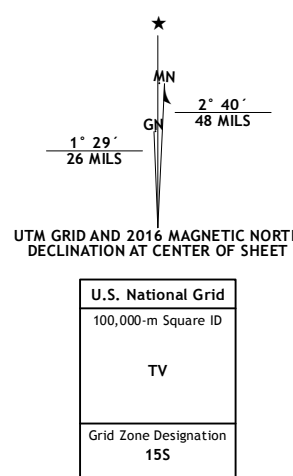 ★
MN
GN
2° 40´
48 MILS
1° 29´
26 MILS
UTM GRID AND 2016 MAGNETIC NORT
DECLINATION AT CENTER OF SHEET
U.S. National Grid
100,000-m Square ID
TV
Grid Zone Designation
15S